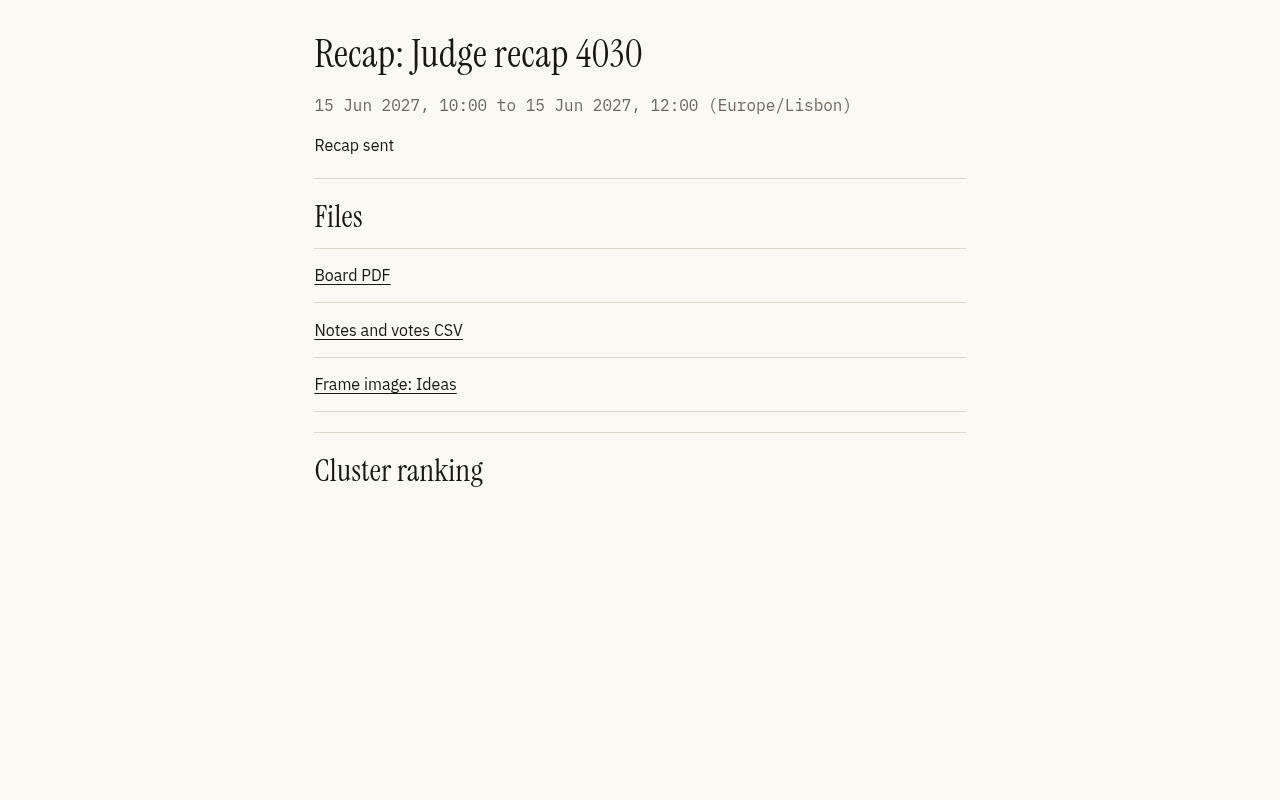 Recap: Judge recap 4030
15 Jun 2027, 10:00 to 15 Jun 2027, 12:00 (Europe/Lisbon)
Recap sent
Files
Board PDF
Notes and votes CSV
Frame image: Ideas
Cluster ranking